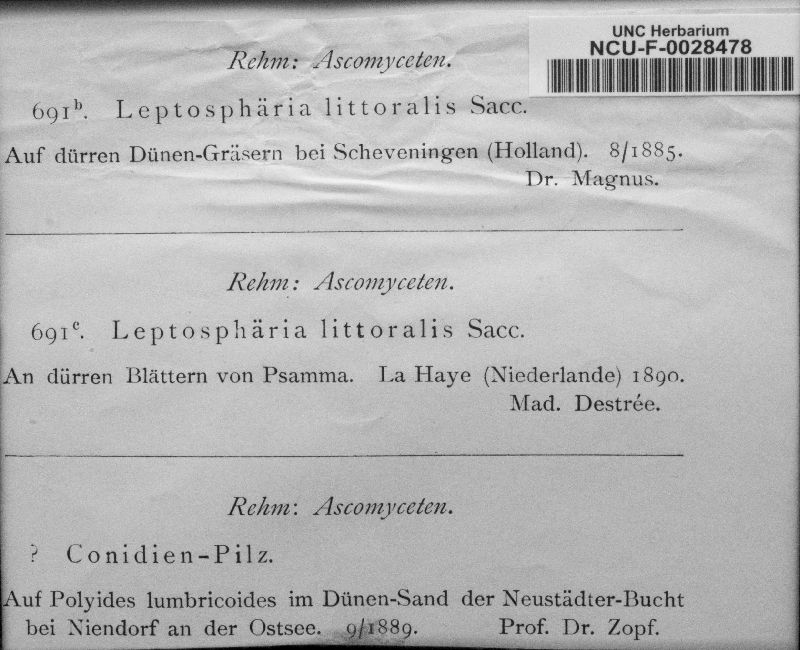 UNC Herbarium
NCU-F-0028478
Rehm: Ascomyceten.
691b. Leptosphäria littoralis Sacc.
Auf dürren Dünen-Gräsern bei Scheveningen (Holland). 8/1885.
Dr. Magnus.
Rehm: Ascomyceten.
691c. Leptosphäria littoralis Sacc.
An dürren Blättern von Psamma. La Haye (Niederlande) 1890.
Mad. Destrée.
Rehm: Ascomyceten.
? Conidien-Pilz.
Auf Polyides lumbricoides im Dünen-Sand der Neustädter-Bucht
bei Niendorf an der Ostsee. 9/1889. Prof. Dr. Zopf.